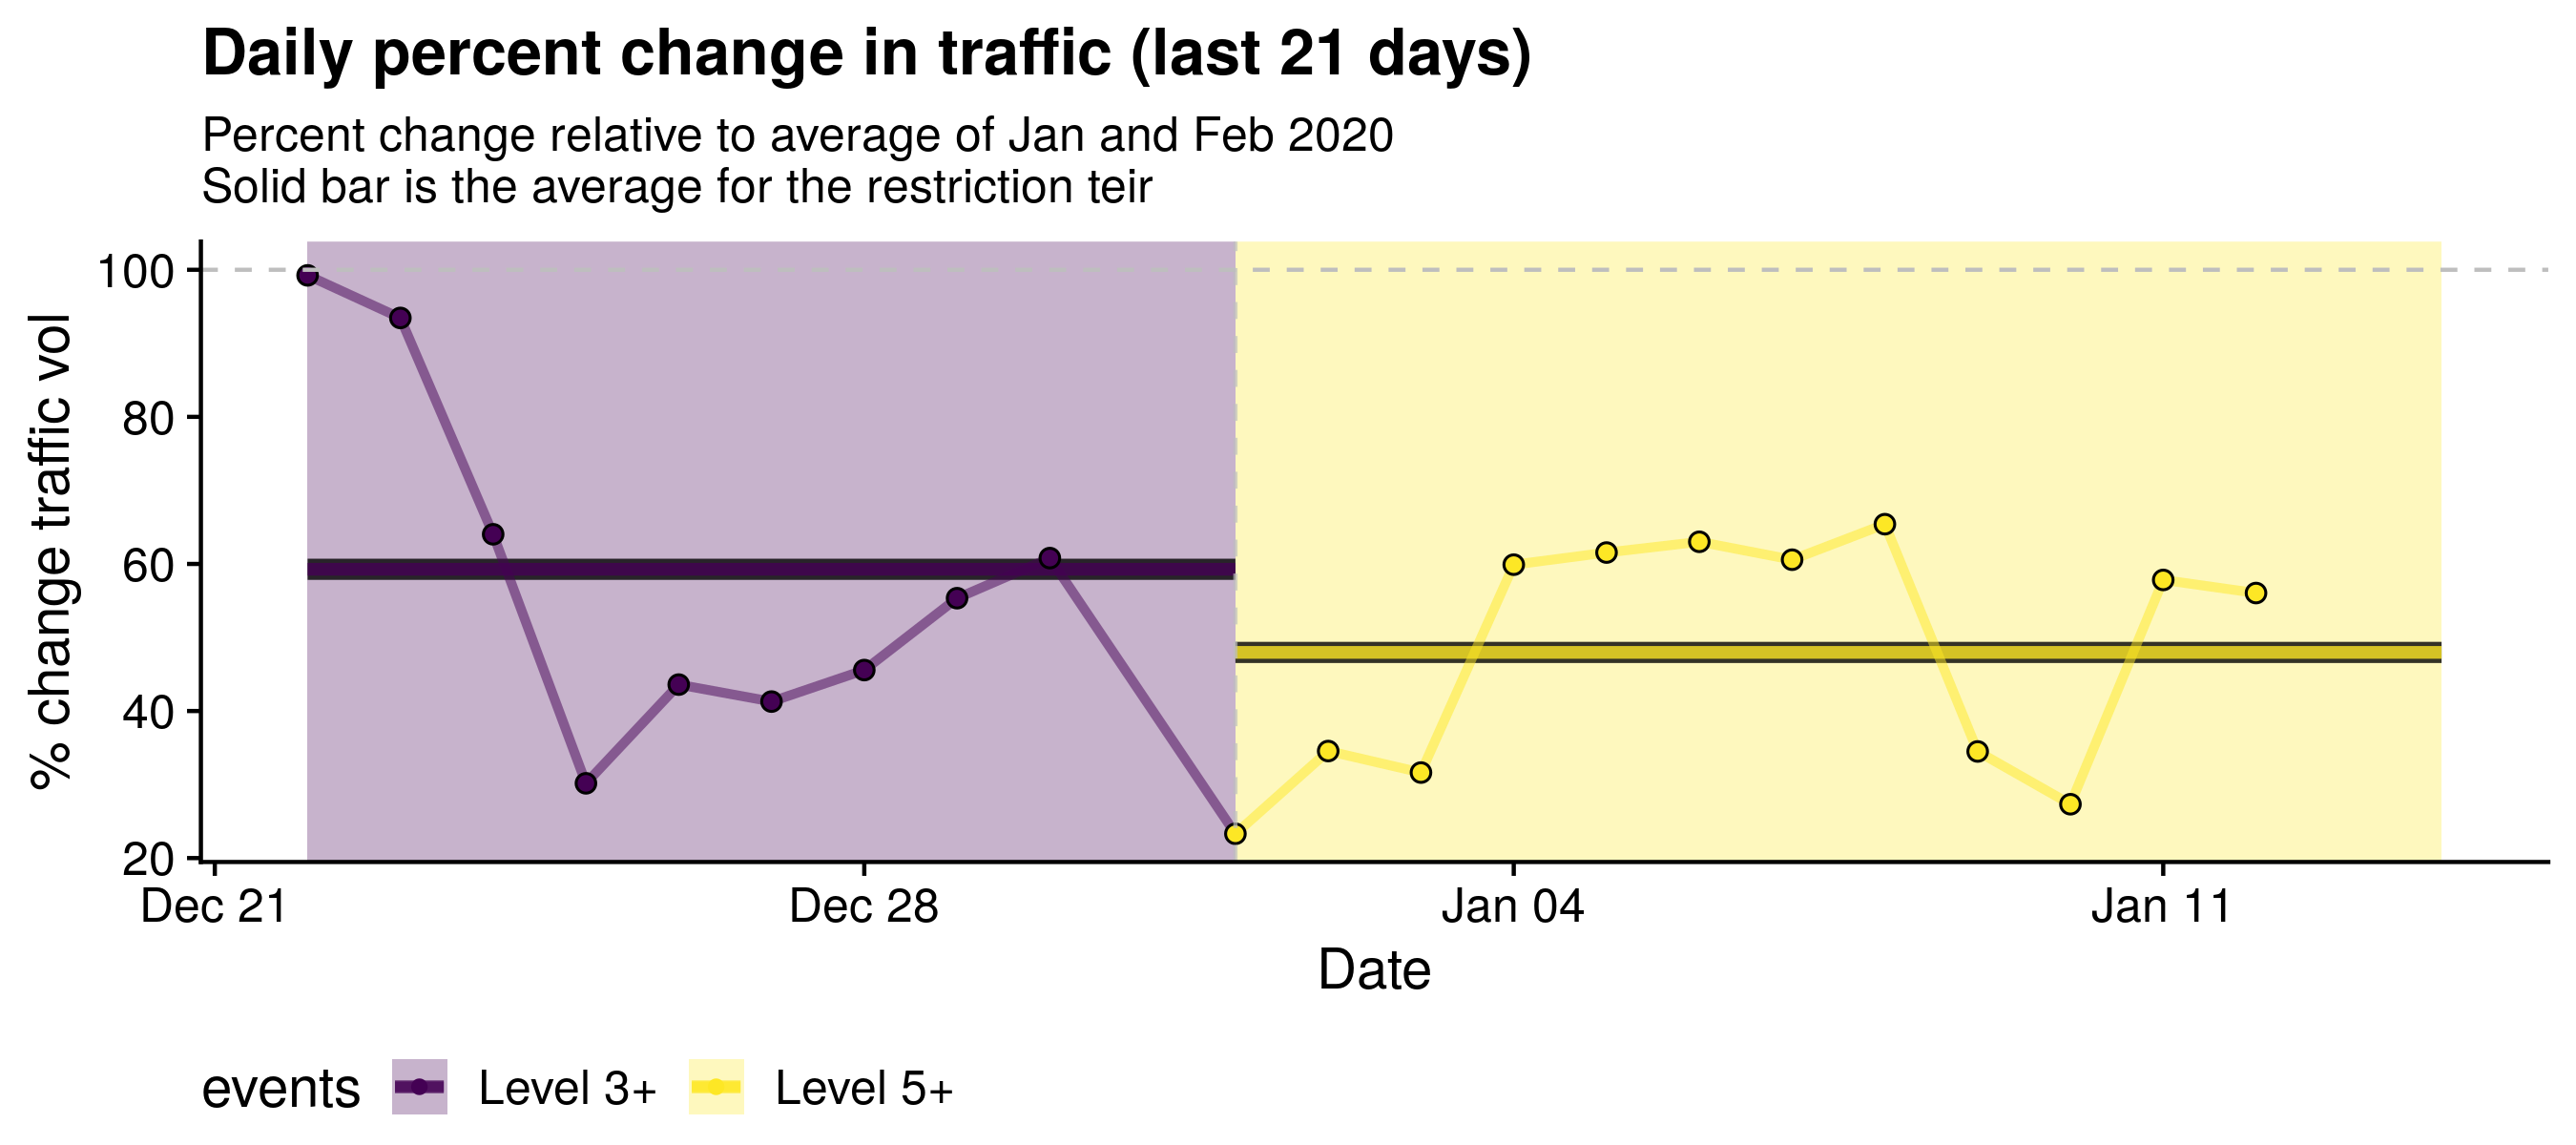 Daily percent change in traffic (last 21 days)
Percent change relative to average of Jan and Feb 2020
Solid bar is the average for the restriction teir
% change traffic vol
100
80
60
40
20
Dec 21 Dec 28 Jan 04 Jan 11
Date
events Level 3+ Level 5+